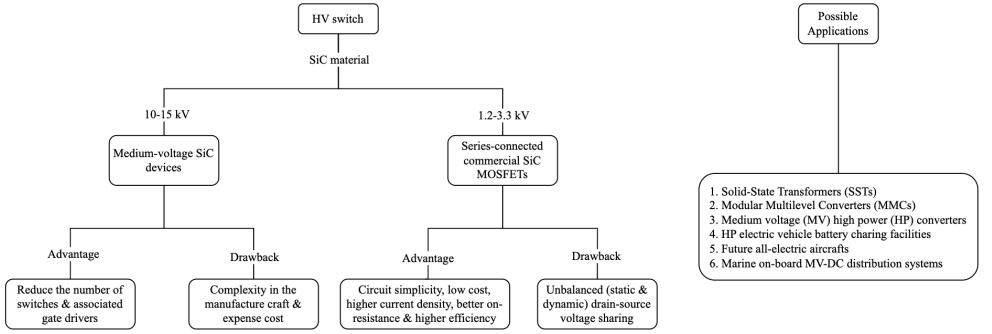 HV switch
SiC material
10-15 kV
Medium-voltage SiC
devices
Advantage
Reduce the number of
switches & associated
gate drivers
Drawback
Complexity in the
manufacture craft &
expense cost
1.2-3.3 kV
Series-connected
commercial SiC
MOSFETs
Advantage
Circuit simplicity, low cost,
higher current density, better on-
resistance & higher efficiency
Drawback
Unbalanced (static &
dynamic) drain-source
voltage sharing
Possible
Applications
1. Solid-State Transformers (SSTs)
2. Modular Multilevel Converters (MMCs)
3. Medium voltage (MV) high power (HP) converters
4. HP electric vehicle battery charing facilities
5. Future all-electric aircrafts
6. Marine on-board MV-DC distribution systems